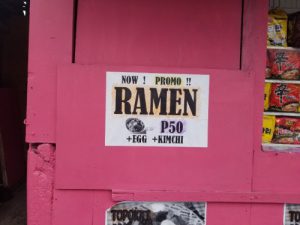 NOW ! PROMO !!
RAMEN
P50
+EGG +KIMCHI
TOPOKKI